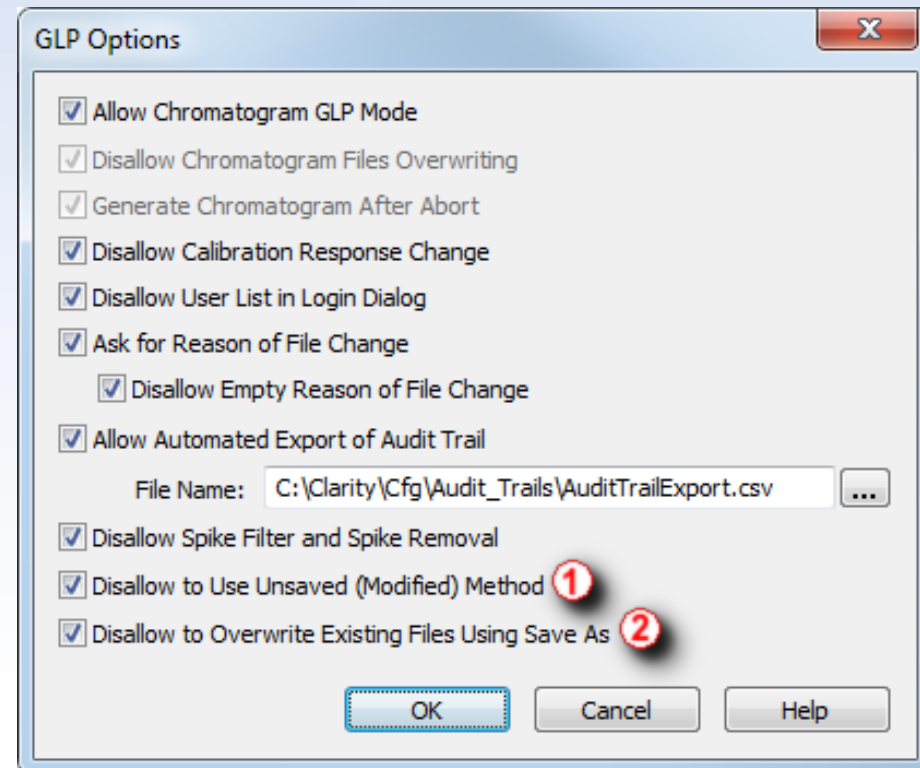 GLP Options
Allow Chromatogram GLP Mode
Disallow Chromatogram Files Overwriting
Generate Chromatogram After Abort
Disallow Calibration Response Change
Disallow User List in Login Dialog
Ask for Reason of File Change
Disallow Empty Reason of File Change
Allow Automated Export of Audit Trail
File Name: C:\Clarity\Cfg\Audit_Trails\AuditTrailExport.csv ...
Disallow Spike Filter and Spike Removal
Disallow to Use Unsaved (Modified) Method 1
Disallow to Overwrite Existing Files Using Save As 2
OK Cancel Help